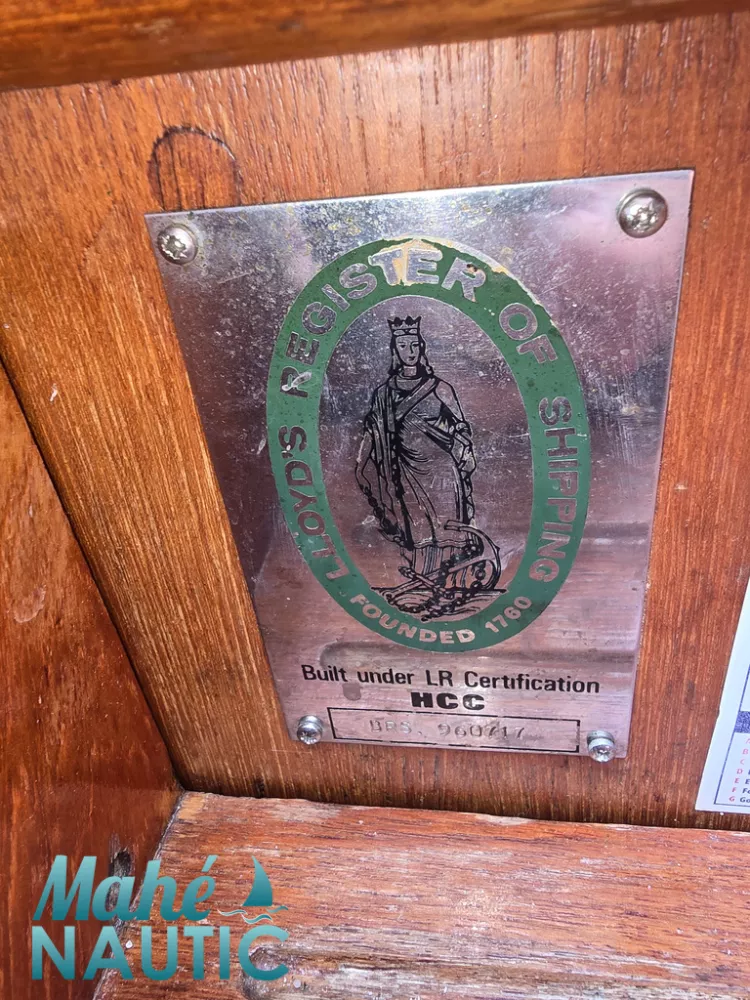 LLOYD'S REGISTER OF SHIPPING
FOUNDED 1760
Built under LR Certification
HCC
960717
D
E
F
G
Mahé
NAUTIC